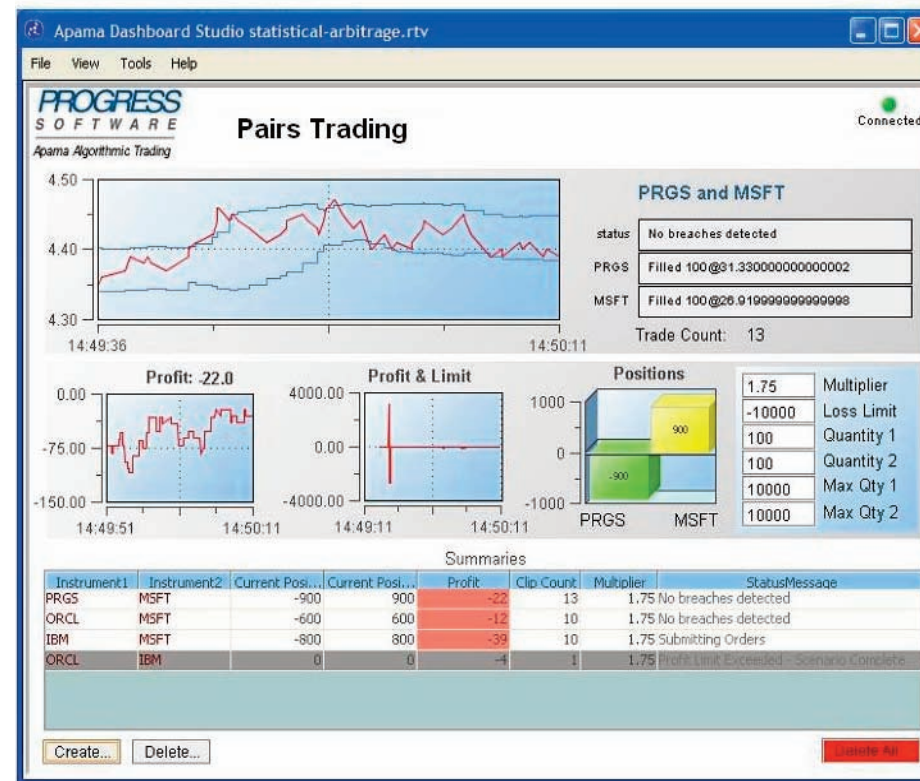 Apama Dashboard Studio statistical-arbitrage.rtv
File View Tools Help
PROGRESS
SOFTWARE
Apama Algorithmic Trading
Pairs Trading
Connected
4.50
4.40
4.30
14:49:36
14:50:11
PRGS and MSFT
status No breaches detected
PRGS Filled 100@31.330000000000002
MSFT Filled 100@26.919999999999998
Trade Count: 13
Profit: -22.0
0.00
-75.00
-150.00
14:49:51
14:50:11
Profit & Limit
4000.00
0.00
-4000.00
14:49:11
14:50:11
Positions
1000
0
-1000
900
-900
PRGS MSFT
1.75 Multiplier
-10000 Loss Limit
100 Quantity 1
100 Quantity 2
10000 Max Qty 1
10000 Max Qty 2
Summaries
Instrument1 Instrument2 Current Posi... Current Posi... Profit Clip Count Multiplier StatusMessage
PRGS MSFT -900 900 -22 13 1.75 No breaches detected
ORCL MSFT -600 600 -12 10 1.75 No breaches detected
IBM MSFT -800 800 -39 10 1.75 Submitting Orders
ORCL IBM 0 0 -4 1 1.75 Profit Limit Exceeded - Scenario Complete
Create... Delete... Delete All